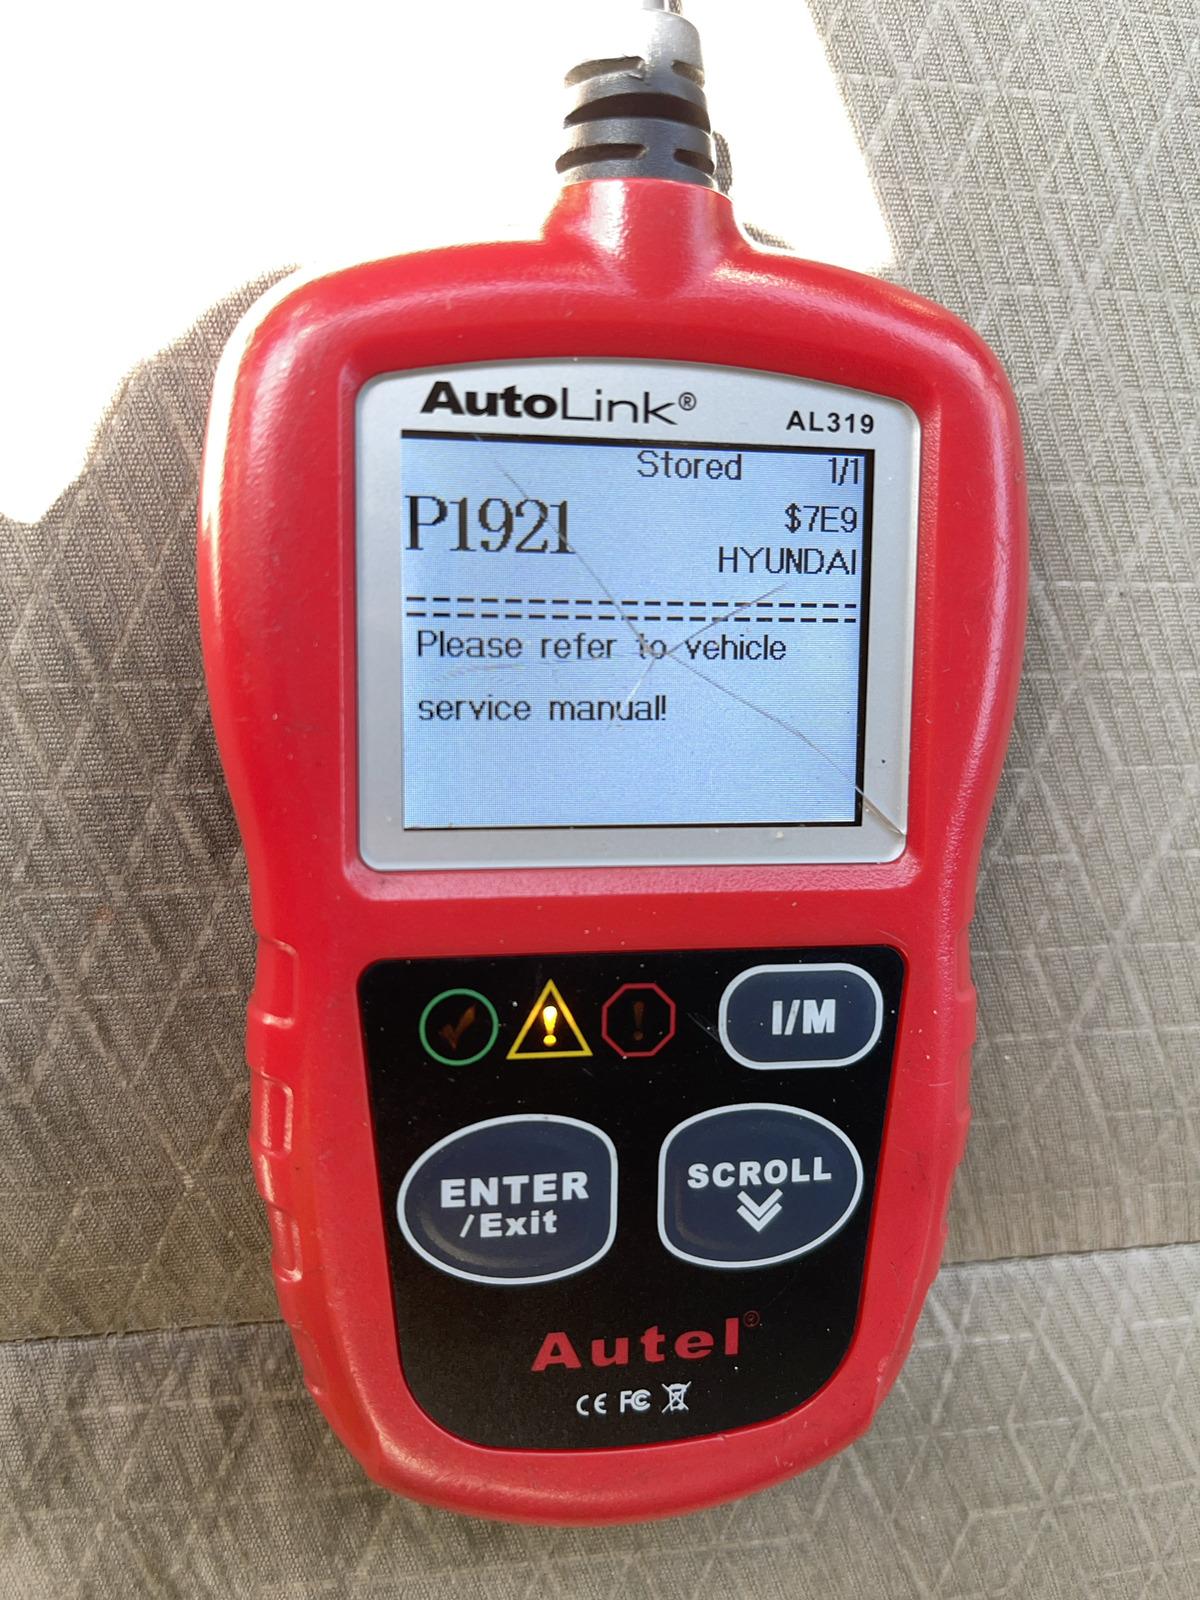 AutoLink®
AL319
Stored 1/1
P1921 $7E9
HYUNDAI
Please refer to vehicle
service manual!
I/M
ENTER
/Exit
SCROLL
Autel®
CE FC